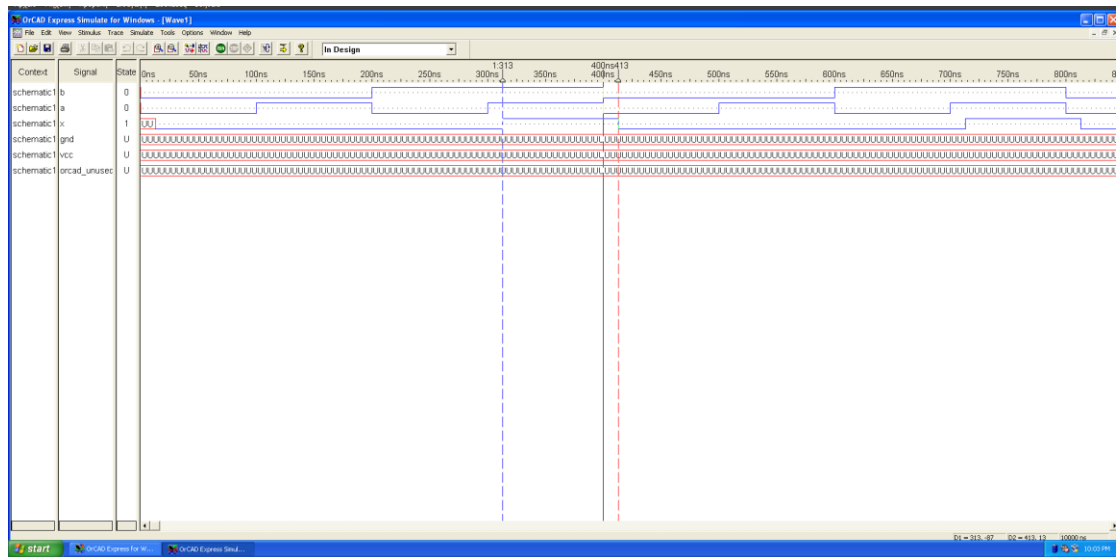 OrCAD Express Simulate for Windows - [Wave1]
File Edit View Stimulus Trace Simulate Tools Options Window Help
In Design
1:313 400ns413
Context Signal State 0ns 50ns 100ns 150ns 200ns 250ns 300ns 350ns 400ns 450ns 500ns 550ns 600ns 650ns 700ns 750ns 800ns 8
schematic1 b 0
schematic1 a 0
schematic1 x 1 UU
schematic1 gnd U
schematic1 vcc U
schematic1 orcad_unused U
D1 = 313, -87 D2 = 413, 13 10000 ns
start OrCAD Express for W... OrCAD Express Simul... 10:03 PM